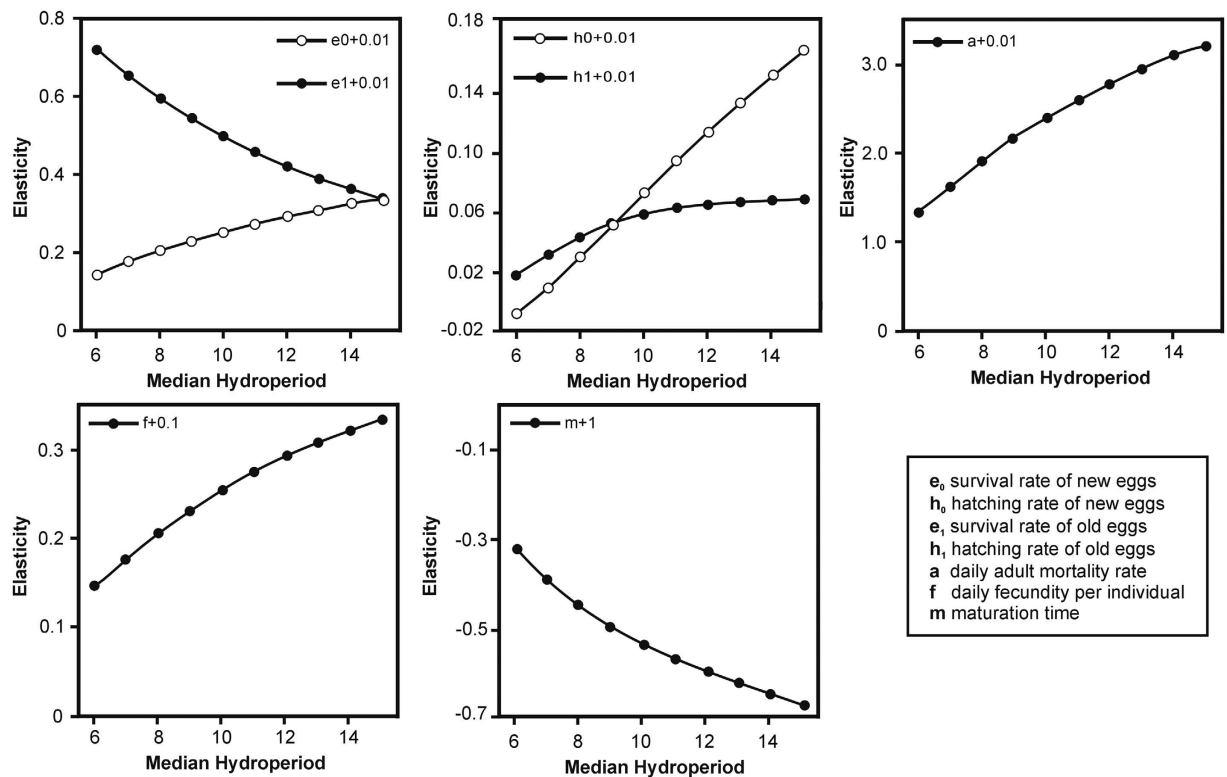 0.8
0.6
0.4
0.2
0
Elasticity
e0+0.01
e1+0.01
6 8 10 12 14
Median Hydroperiod
0.18
0.14
0.10
0.06
0.02
-0.02
Elasticity
h0+0.01
h1+0.01
6 8 10 12 14
Median Hydroperiod
3.0
2.0
1.0
0
Elasticity
a+0.01
6 8 10 12 14
Median Hydroperiod
0.3
0.2
0.1
0
Elasticity
f+0.1
6 8 10 12 14
Median Hydroperiod
-0.1
-0.3
-0.5
-0.7
Elasticity
m+1
6 8 10 12 14
Median Hydroperiod
e₀ survival rate of new eggs
h₀ hatching rate of new eggs
e₁ survival rate of old eggs
h₁ hatching rate of old eggs
a daily adult mortality rate
f daily fecundity per individual
m maturation time